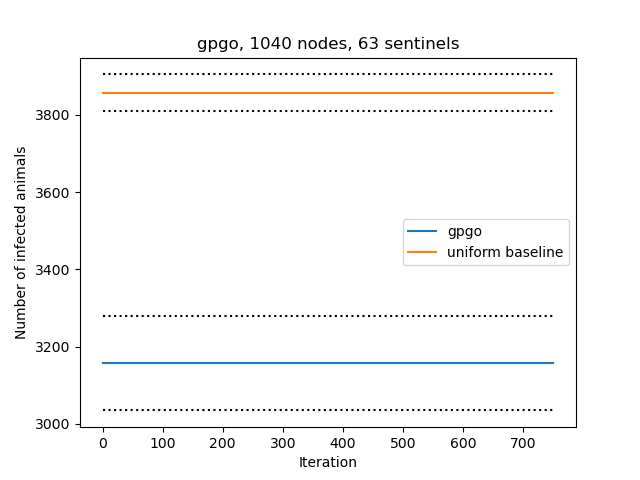 gpgo, 1040 nodes, 63 sentinels
Number of infected animals
3800
3600
3400
3200
3000
gpgo
uniform baseline
0 100 200 300 400 500 600 700
Iteration